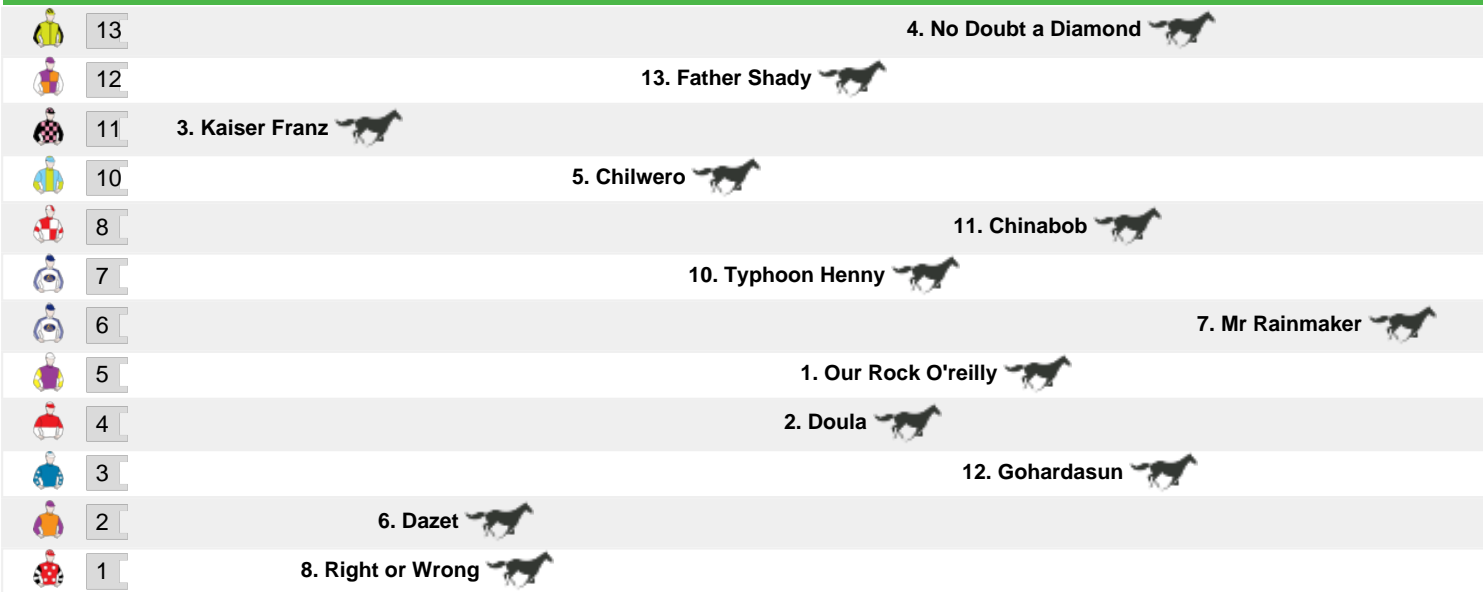 13 4. No Doubt a Diamond
12 13. Father Shady
11 3. Kaiser Franz
10 5. Chilwero
8 11. Chinabob
7 10. Typhoon Henny
6 7. Mr Rainmaker
5 1. Our Rock O'reilly
4 2. Doula
3 12. Gohardasun
2 6. Dazet
1 8. Right or Wrong